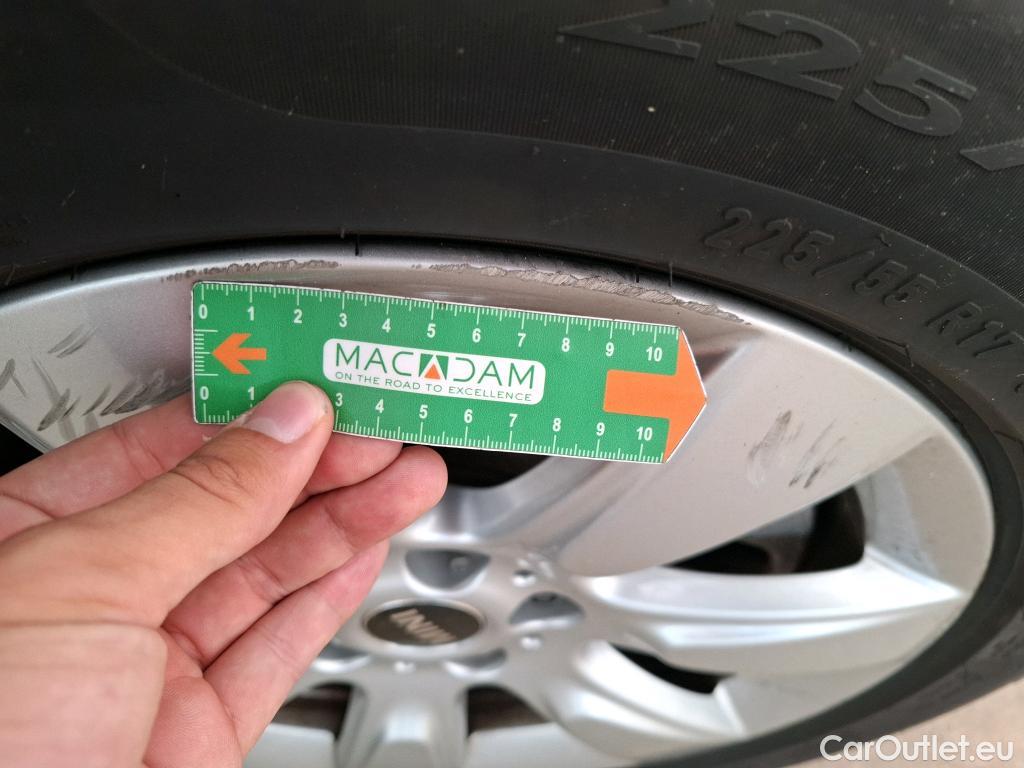 225/
225/55 R17
0 1 2 3 4 5 6 7 8 9 10
MACADAM
ON THE ROAD TO EXCELLENCE
0 1 3 4 5 6 7 8 9 10
MINI
CarOutlet.eu